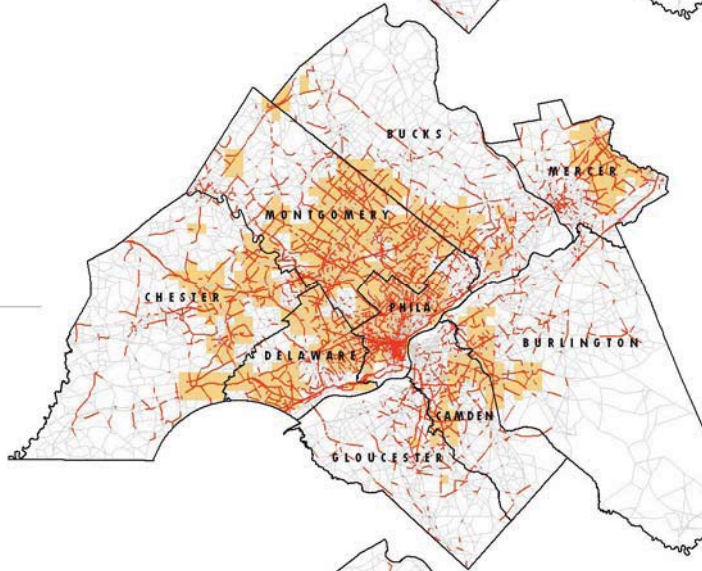 BUCKS
MERCER
MONTGOMERY
CHESTER
PHILA
DELAWARE
BURLINGTON
CAMDEN
GLOUCESTER